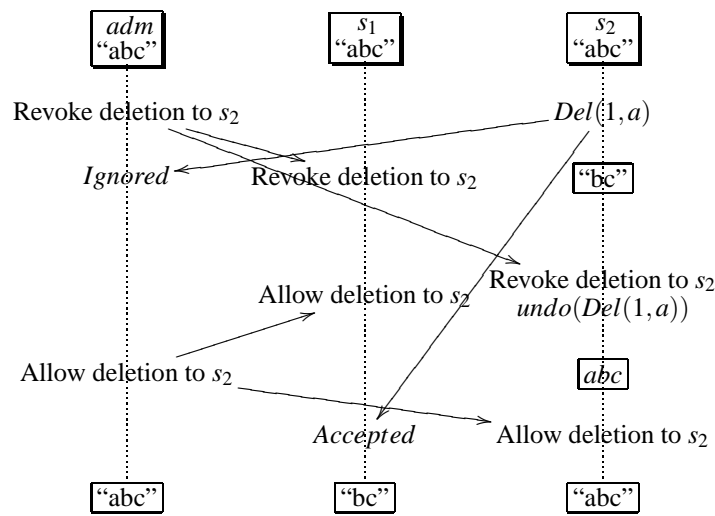 adm
"abc"
s₁
"abc"
s₂
"abc"
Revoke deletion to s₂
Del(1,a)
Ignored
Revoke deletion to s₂
"bc"
Revoke deletion to s₂
undo(Del(1,a))
Allow deletion to s₂
Allow deletion to s₂
abc
Accepted
Allow deletion to s₂
"abc"
"bc"
"abc"